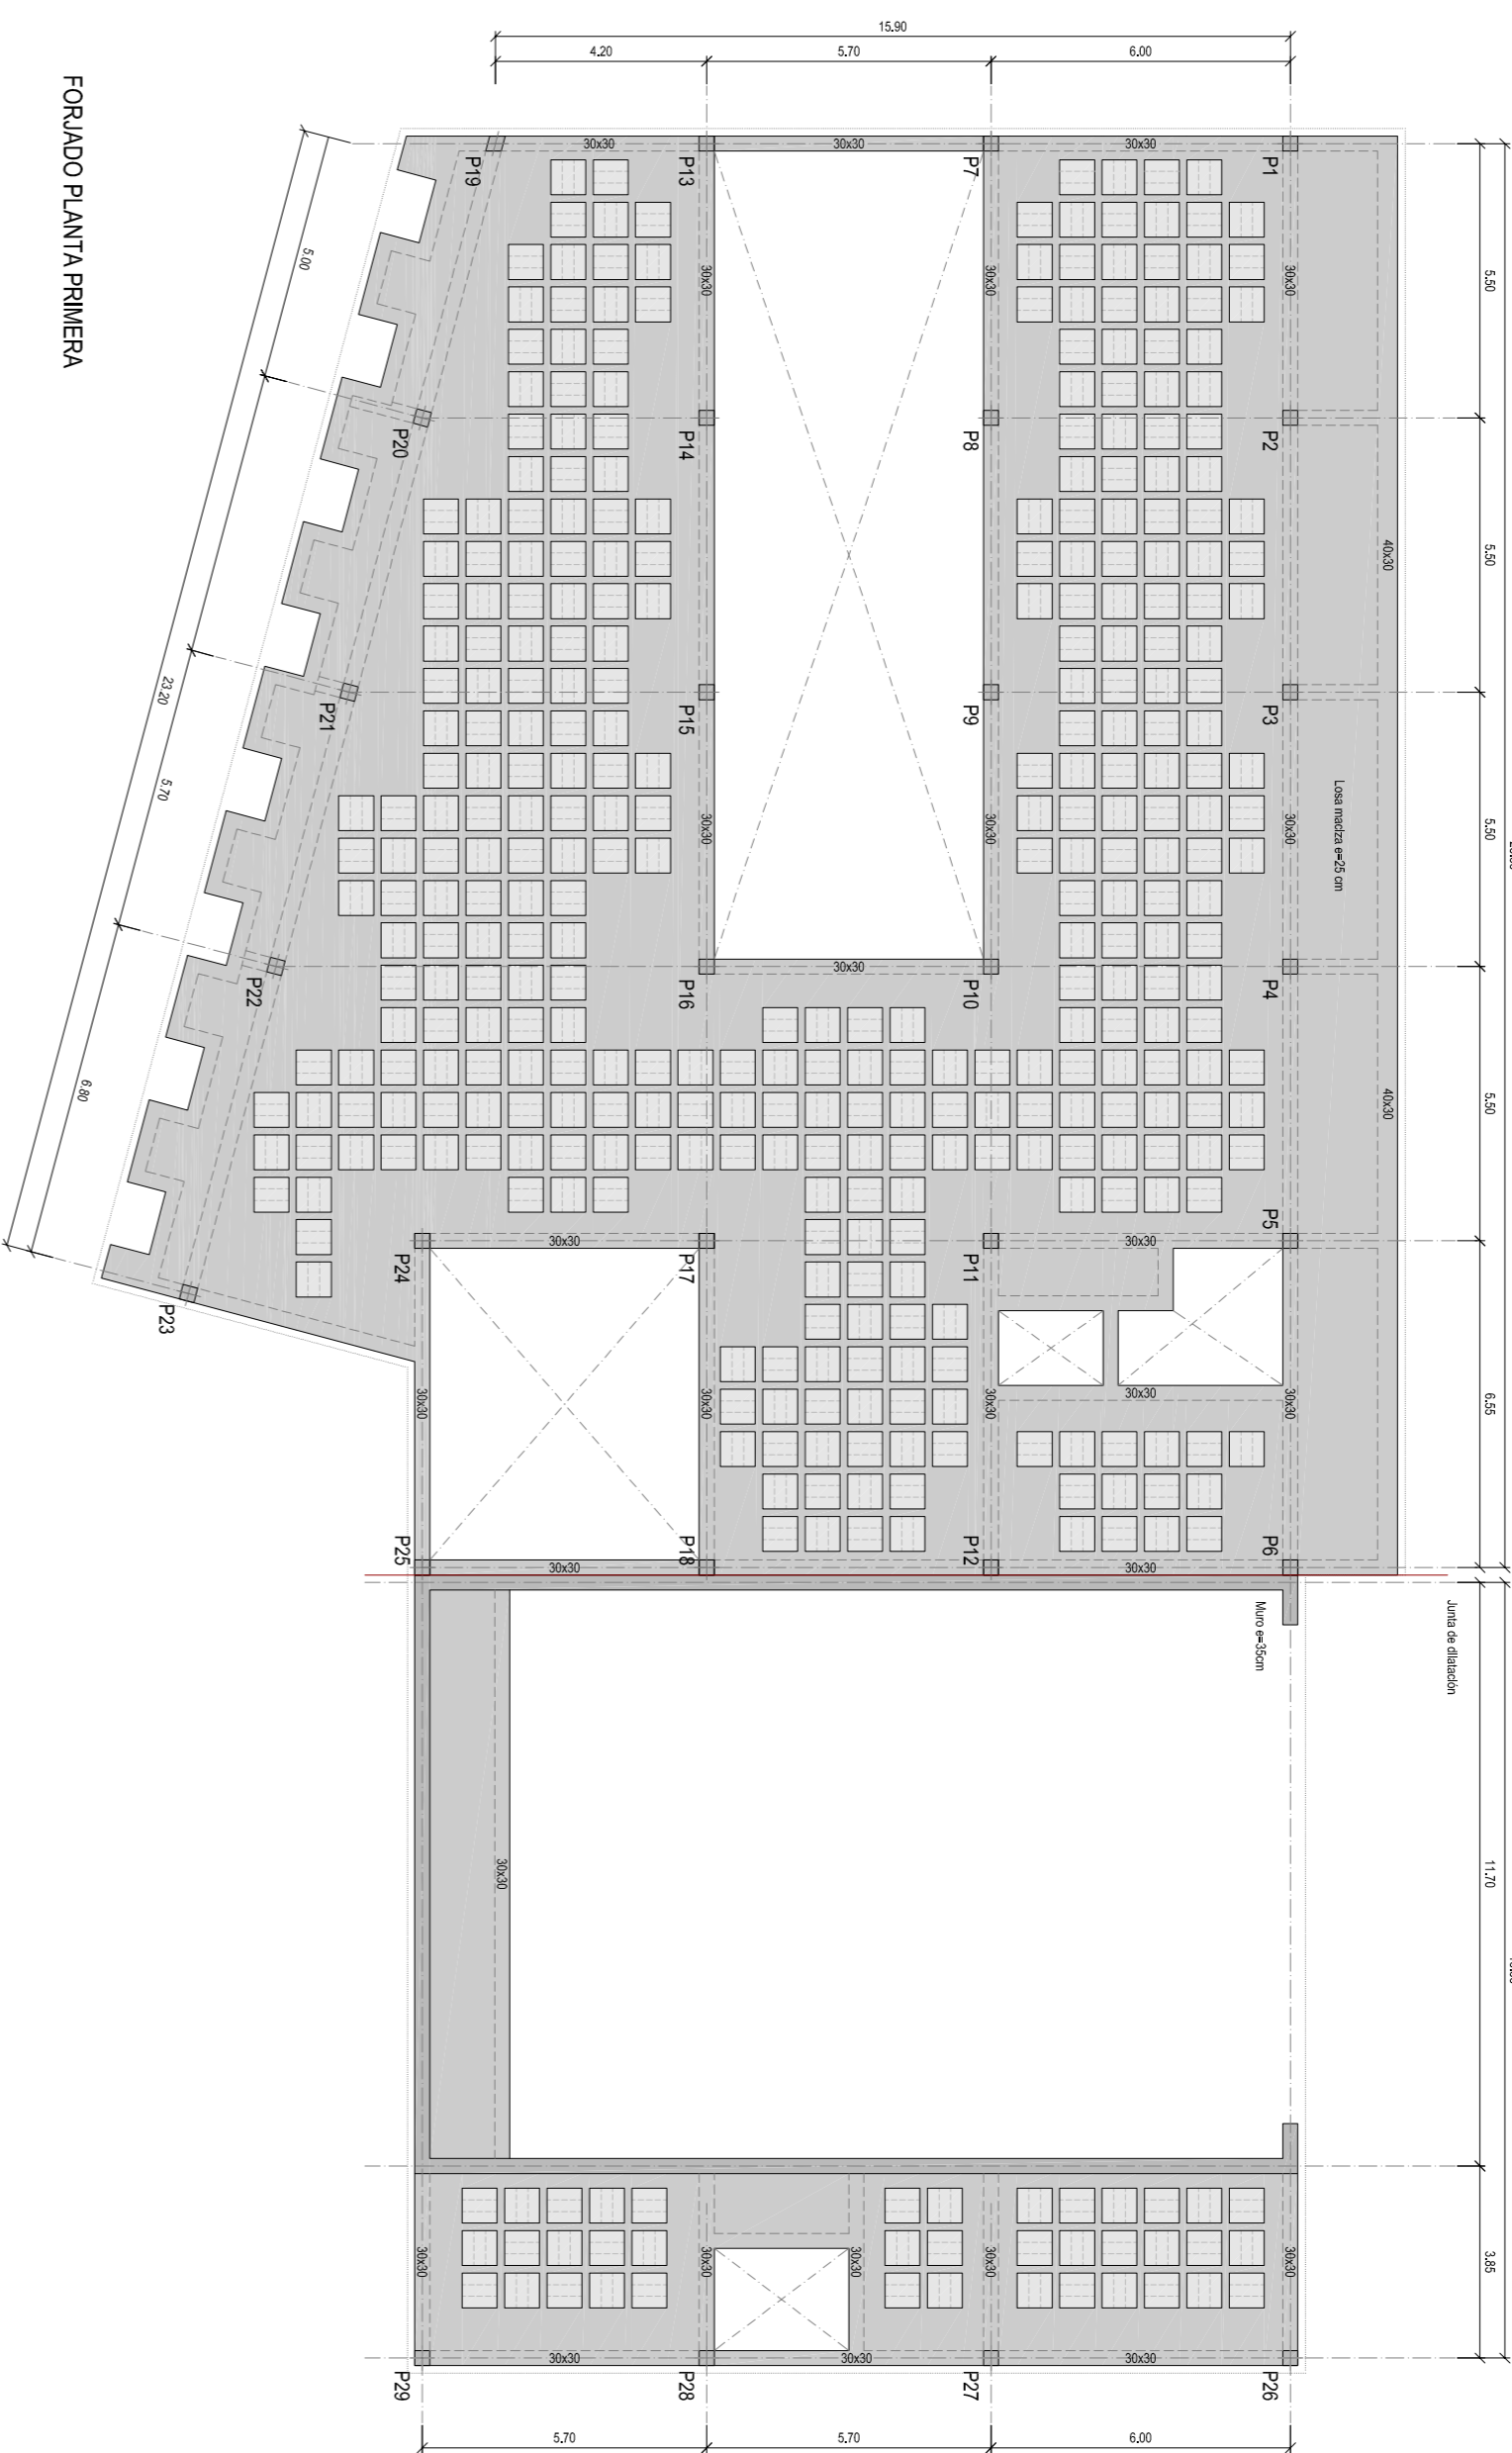 15.90
4.20
5.70
6.00
FORJADO PLANTA PRIMERA
30x30
30x30
30x30
P19
P13
P7
P1
5.50
5.00
30x30
30x30
30x30
P20
P14
P8
P2
40x30
5.50
23.20
P21
P15
P9
P3
5.70
30x30
30x30
30x30
Losa maciza e=25 cm
5.50
P22
P16
30x30
P10
P4
6.80
40x30
5.50
P23
P24
30x30
P17
P11
30x30
P5
30x30
30x30
30x30
30x30
30x30
6.55
P25
30x30
P18
P12
30x30
P6
Muro e=35cm
Junta de dilatación
30x30
11.70
30x30
30x30
30x30
30x30
30x30
3.85
30x30
30x30
30x30
P29
P28
P27
P26
5.70
5.70
6.00